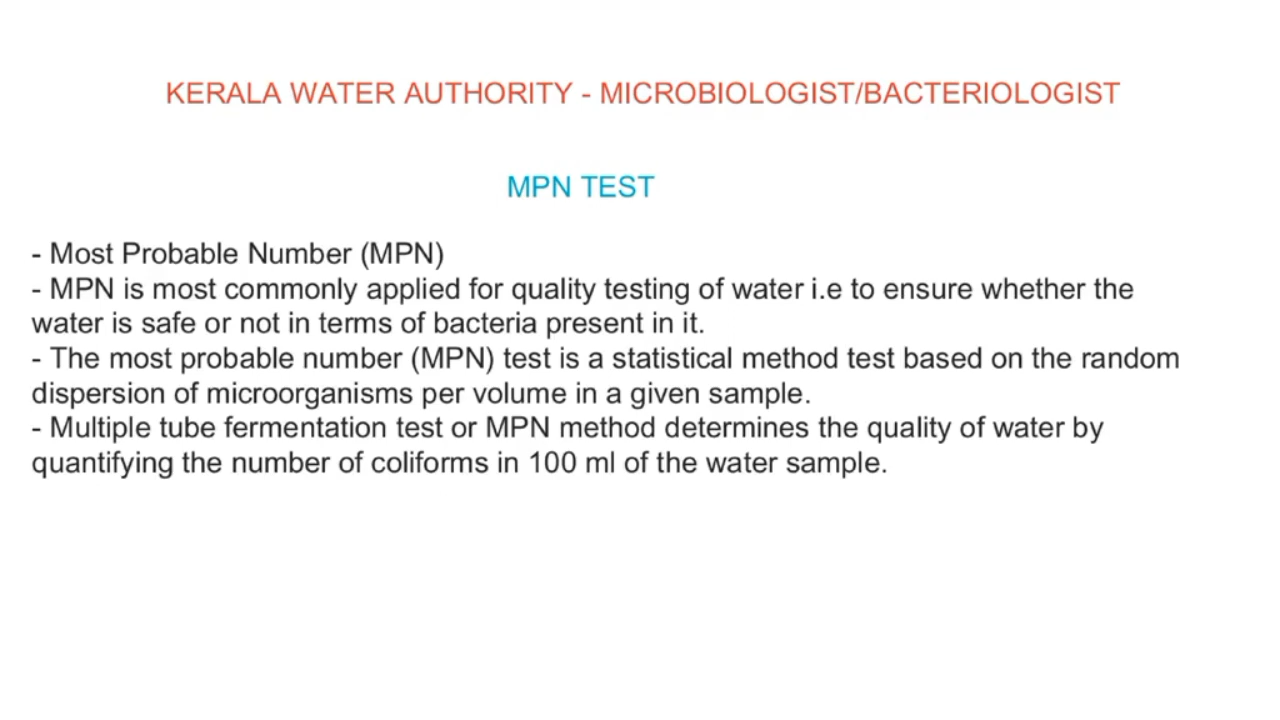 KERALA WATER AUTHORITY - MICROBIOLOGIST/BACTERIOLOGIST
MPN TEST
- Most Probable Number (MPN)
- MPN is most commonly applied for quality testing of water i.e to ensure whether the
water is safe or not in terms of bacteria present in it.
- The most probable number (MPN) test is a statistical method test based on the random
dispersion of microorganisms per volume in a given sample.
- Multiple tube fermentation test or MPN method determines the quality of water by
quantifying the number of coliforms in 100 ml of the water sample.